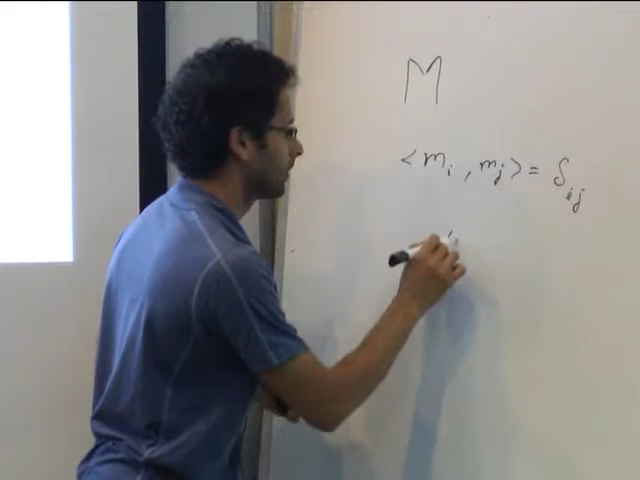 M
<m_i , m_j> = δ_ij